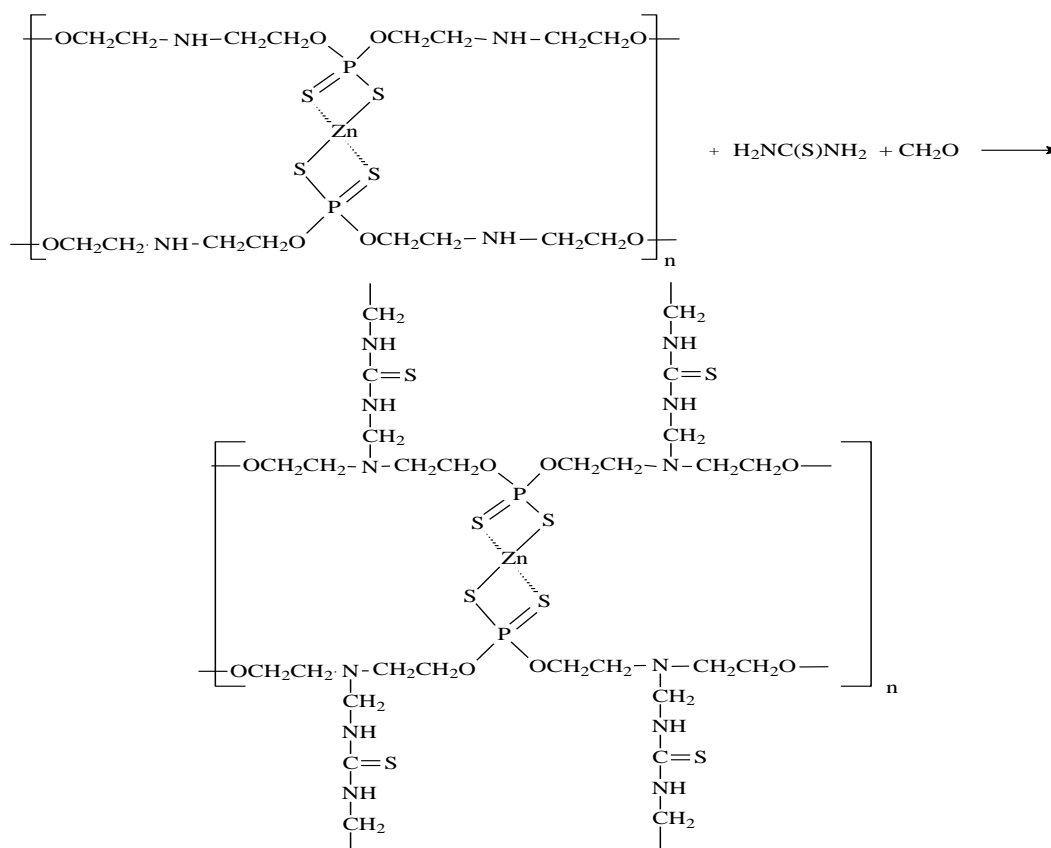 OCH₂CH₂-NH-CH₂CH₂O OCH₂CH₂-NH-CH₂CH₂O
P
S S
Zn
S S
P
OCH₂CH₂·NH-CH₂CH₂O OCH₂CH₂-NH-CH₂CH₂O
n
+ H₂NC(S)NH₂ + CH₂O
CH₂ CH₂
NH NH
C=S C=S
NH NH
CH₂ CH₂
OCH₂CH₂-N-CH₂CH₂O OCH₂CH₂-N-CH₂CH₂O
P
S S
Zn
S S
P
OCH₂CH₂·N-CH₂CH₂O OCH₂CH₂-N-CH₂CH₂O
n
CH₂ CH₂
NH NH
C=S C=S
NH NH
CH₂ CH₂